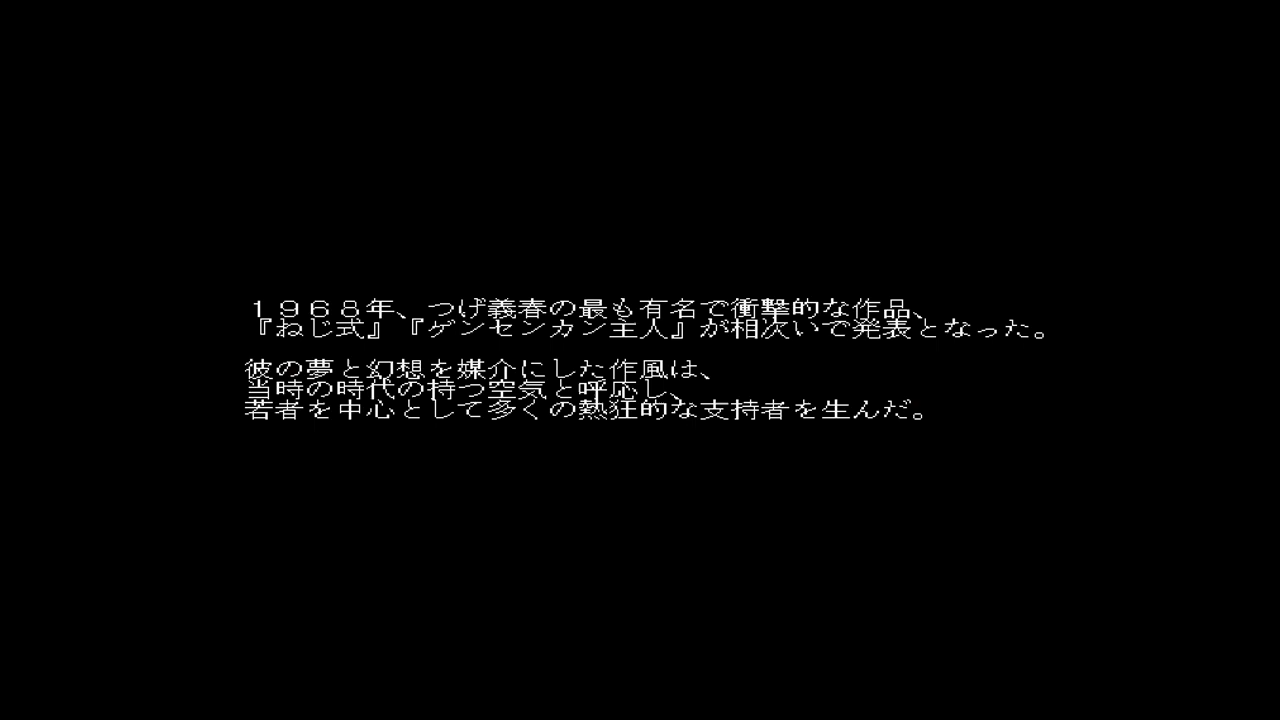 １９６８年、つげ義春の最も有名で衝撃的な作品、
『ねじ式』『ゲンセンカン主人』が相次いで発表となった。
彼の夢と幻想を媒介にした作風は、
当時の時代の持つ空気と呼応し、
若者を中心として多くの熱狂的な支持者を生んだ。